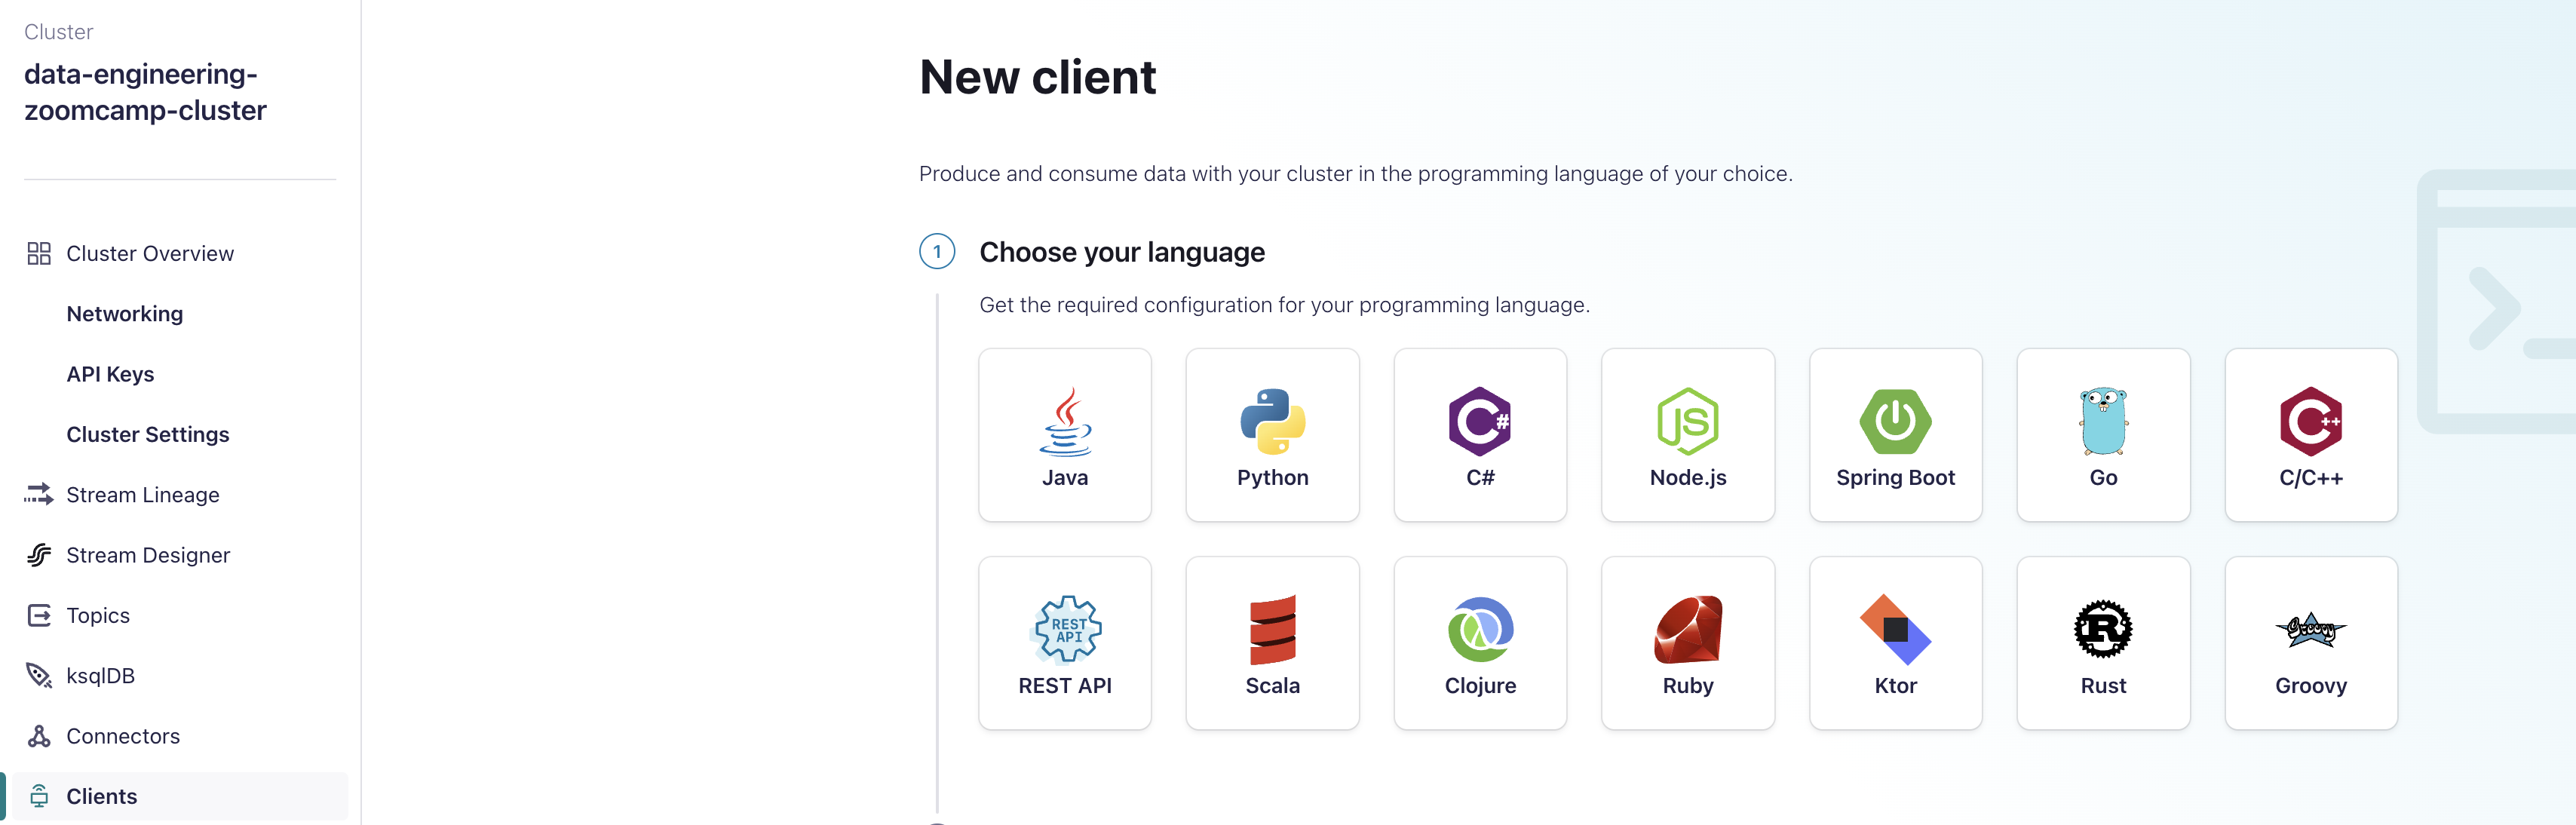 Cluster
data-engineering-
zoomcamp-cluster
Cluster Overview
Networking
API Keys
Cluster Settings
Stream Lineage
Stream Designer
Topics
ksqlDB
Connectors
Clients
New client
Produce and consume data with your cluster in the programming language of your choice.
1 Choose your language
Get the required configuration for your programming language.
Java
Python
C#
C#
JS
Node.js
Spring Boot
Go
C++
C/C++
REST
API
REST API
Scala
Clojure
Ruby
Ktor
R
Rust
Groovy
Groovy